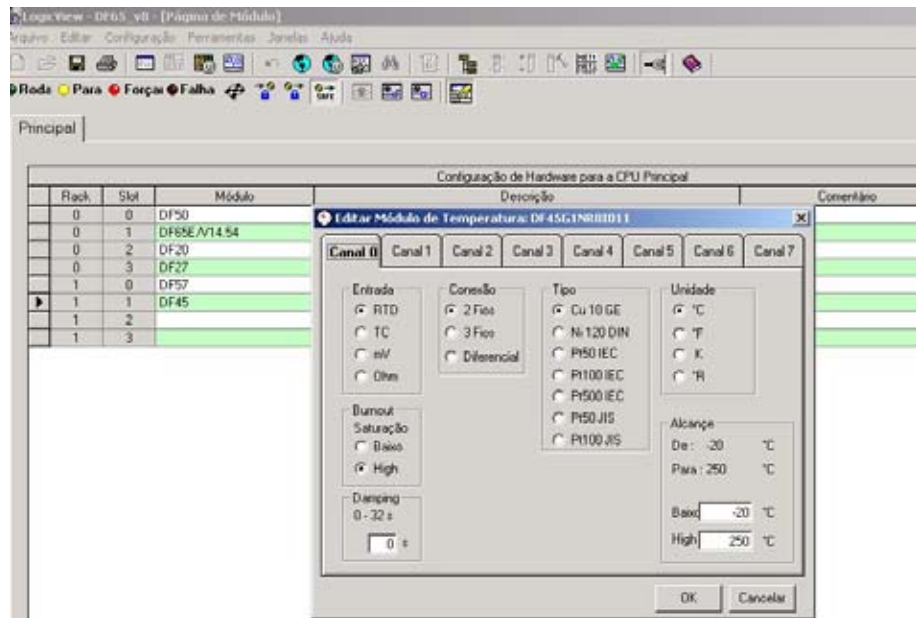 LogicView - DF65_v8 - [Página de Módulo]
Arquivo Editar Configuração Ferramentas Janelas Ajuda
Roda Para Forçar Falha
Principal
Configuração de Hardware para a CPU Principal
Rack Slot Módulo Descrição Comentário
0 0 DF50
0 1 DF65E/V14.54
0 2 DF20
0 3 DF27
1 0 DF57
1 1 DF45
1 2
1 3
Editar Módulo de Temperatura:
Canal 0 Canal 1 Canal 2 Canal 3 Canal 4 Canal 5 Canal 6 Canal 7
Entrada
RTD
TC
mV
Ohm
Conexão
2 Fios
3 Fios
Diferencial
Tipo
Cu 10 GE
Ni 120 DIN
Pt50 IEC
Pt100 IEC
Pt500 IEC
Pt50 JIS
Pt100 JIS
Unidade
°C
°F
K
°R
Burnout
Saturação
Baixo
High
Damping
0 - 32 s
0 s
Alcance
De : -20 °C
Para : 250 °C
Baixo -20 °C
High 250 °C
OK Cancelar